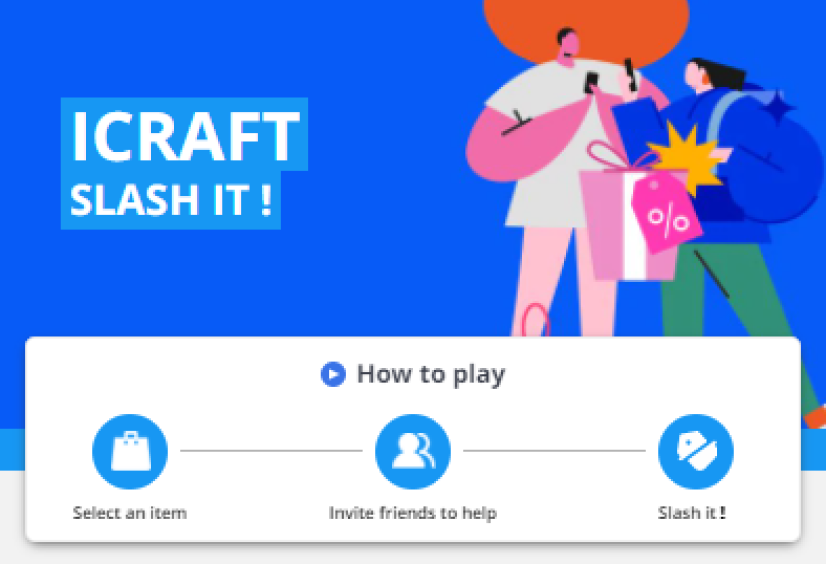 ICRAFT
SLASH IT !
%
How to play
Select an item
Invite friends to help
Slash it !